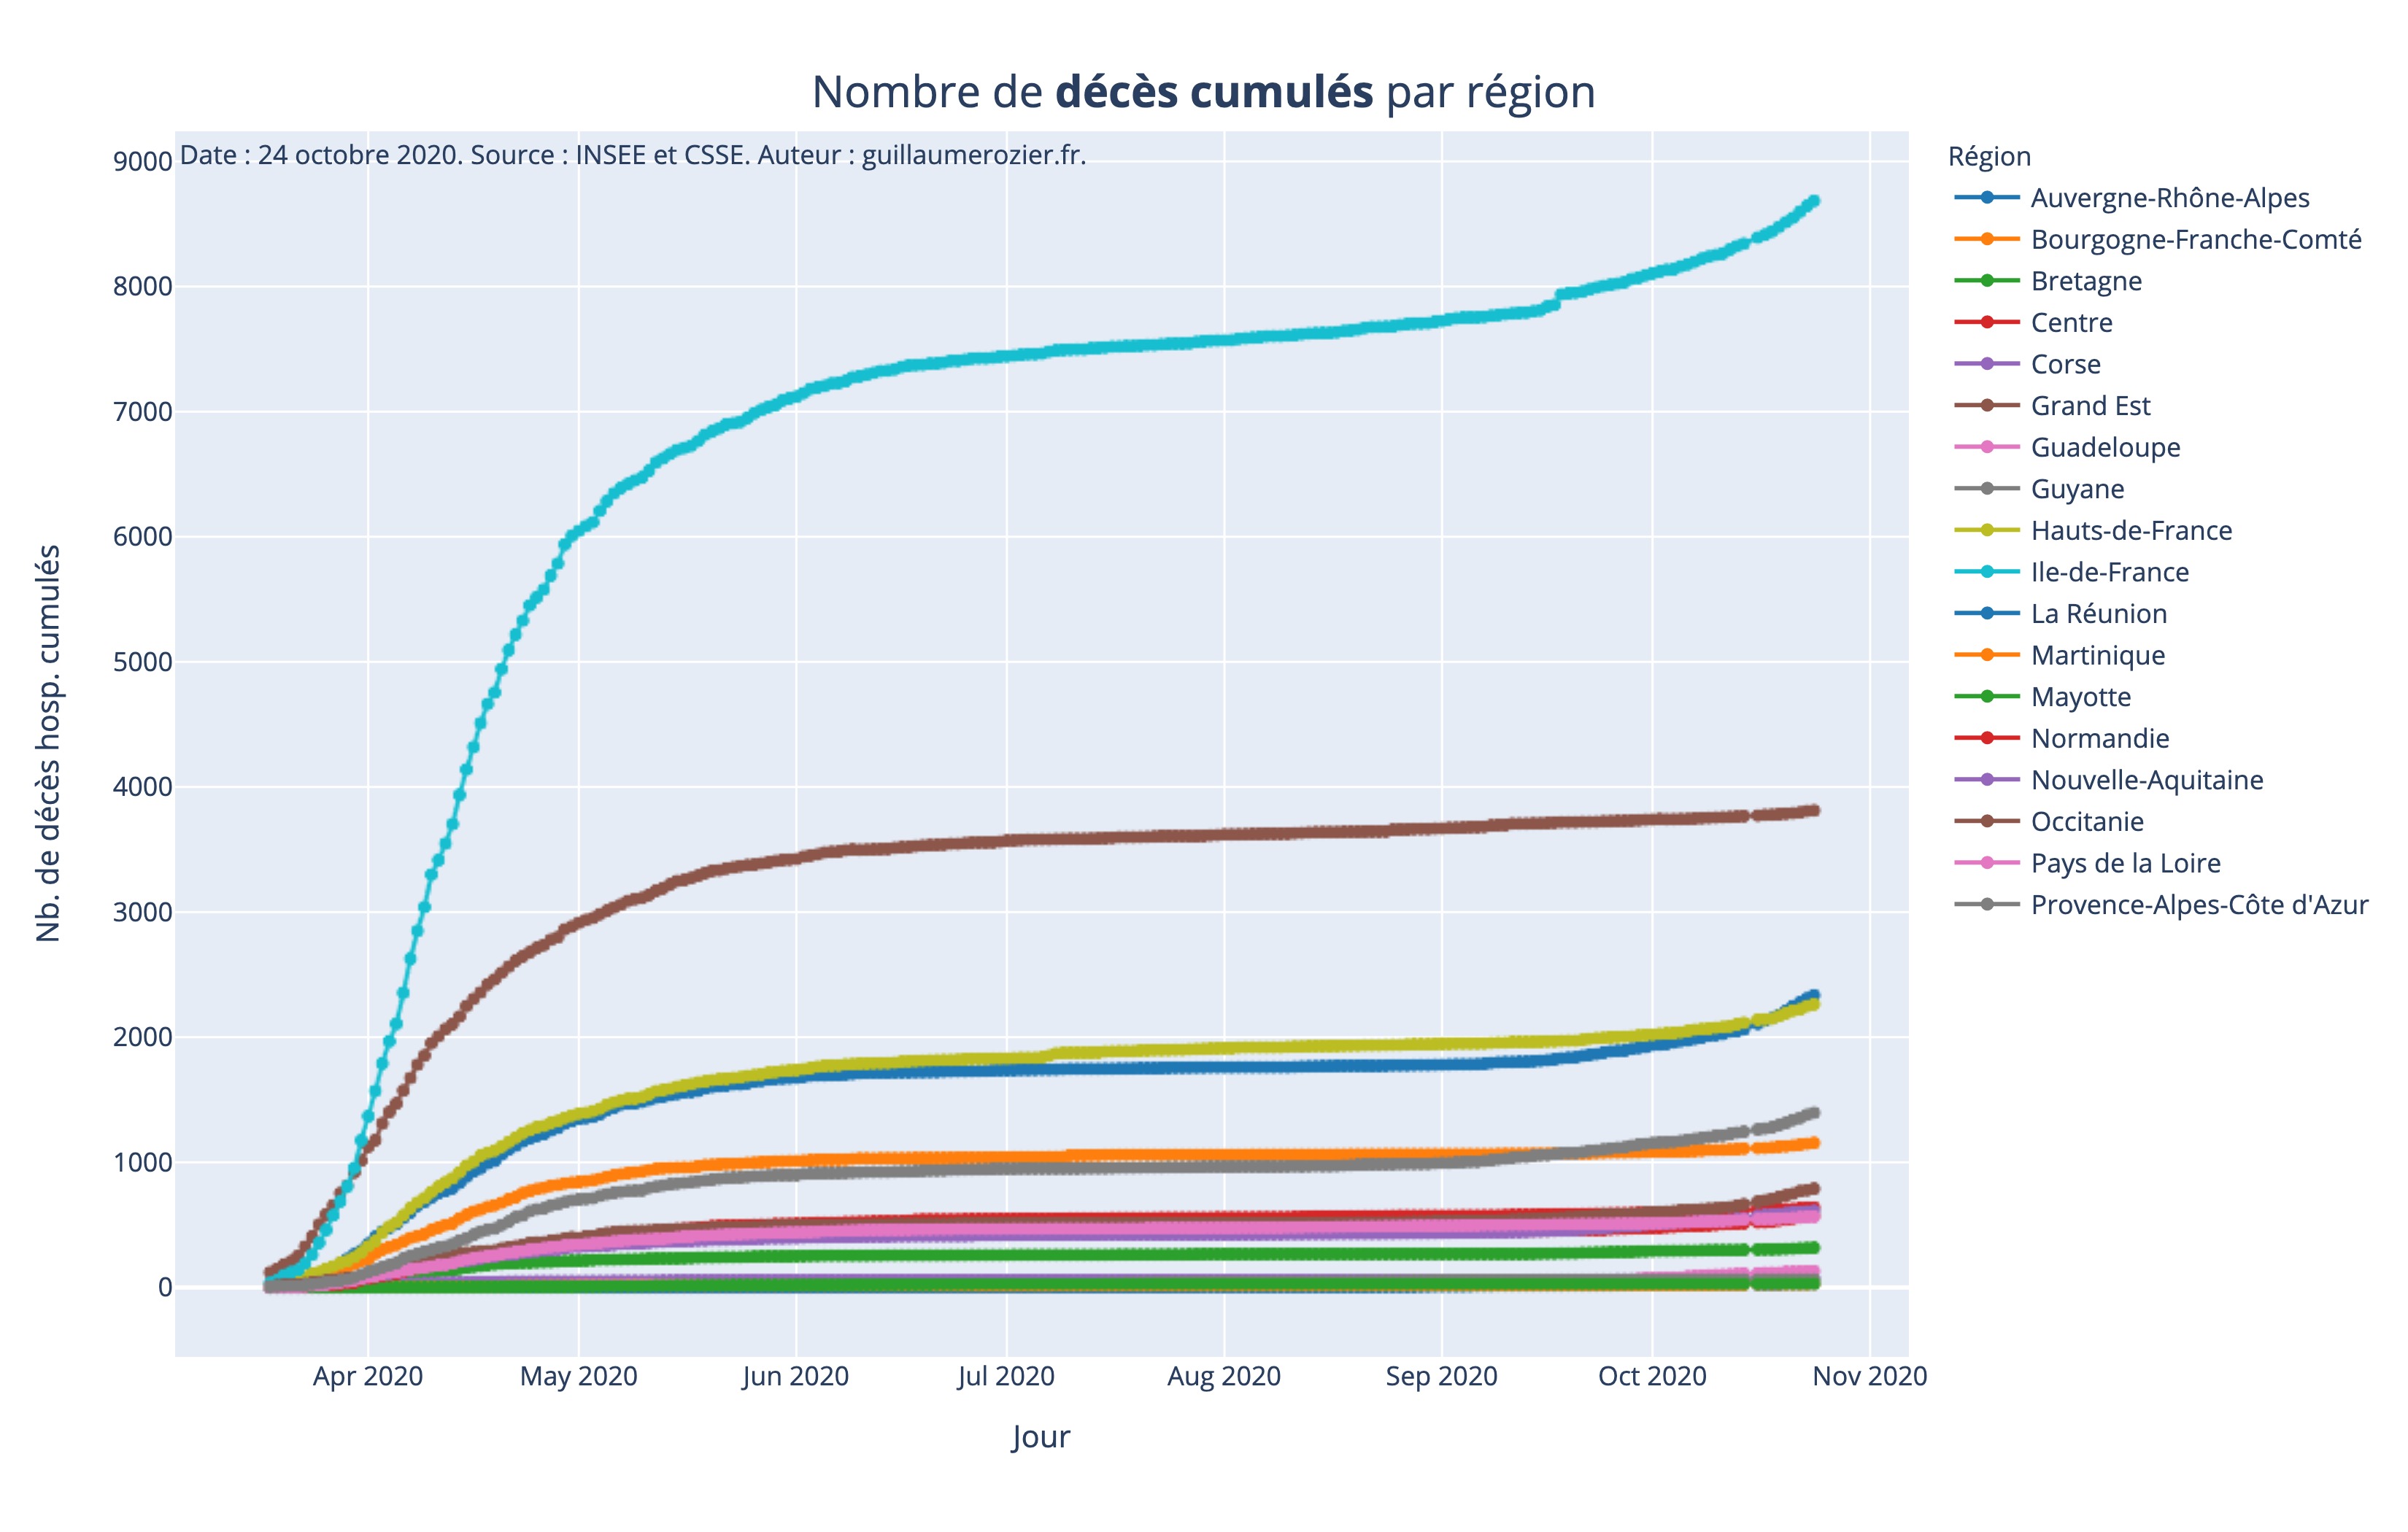 Nombre de décès cumulés par région
Date : 24 octobre 2020. Source : INSEE et CSSE. Auteur : guillaumerozier.fr.
9000
8000
7000
6000
5000
4000
3000
2000
1000
0
Nb. de décès hosp. cumulés
Apr 2020
May 2020
Jun 2020
Jul 2020
Aug 2020
Sep 2020
Oct 2020
Nov 2020
Jour
Région
Auvergne-Rhône-Alpes
Bourgogne-Franche-Comté
Bretagne
Centre
Corse
Grand Est
Guadeloupe
Guyane
Hauts-de-France
Ile-de-France
La Réunion
Martinique
Mayotte
Normandie
Nouvelle-Aquitaine
Occitanie
Pays de la Loire
Provence-Alpes-Côte d'Azur